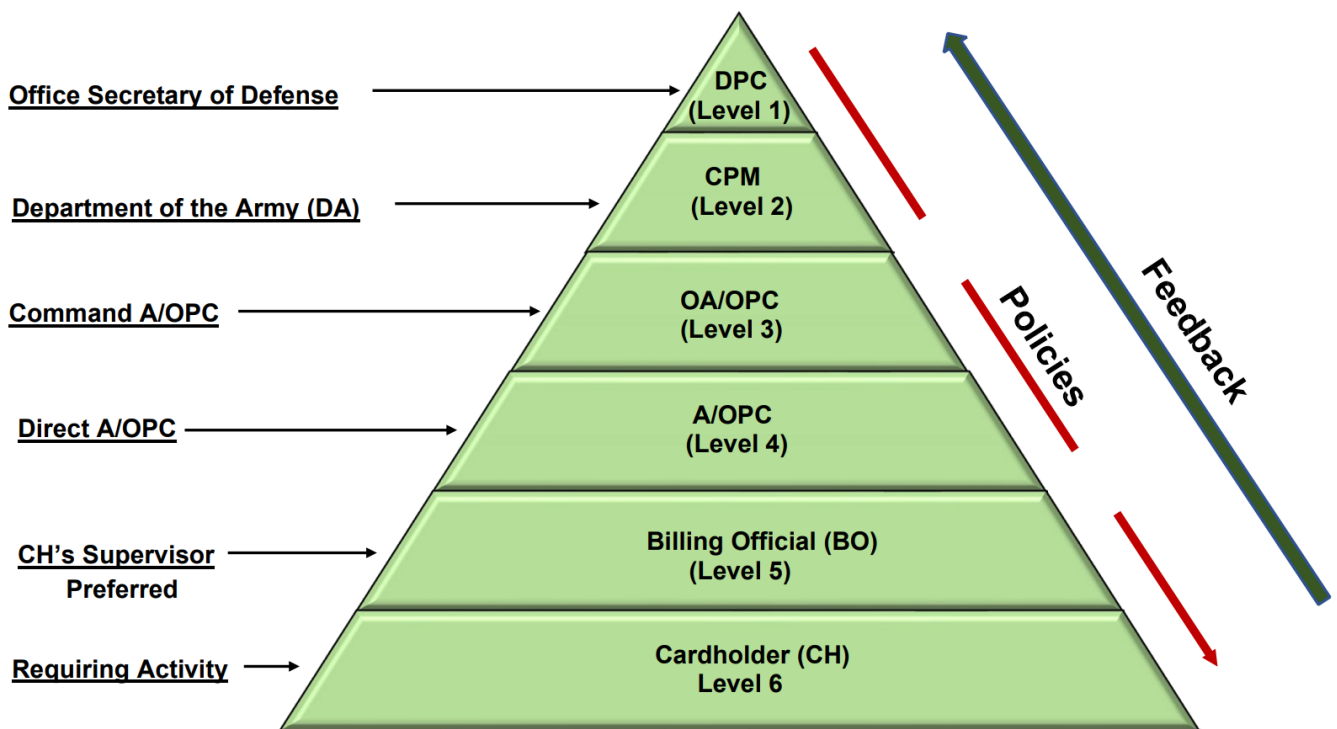 Office Secretary of Defense
DPC
(Level 1)
Department of the Army (DA)
CPM
(Level 2)
Command A/OPC
OA/OPC
(Level 3)
Direct A/OPC
A/OPC
(Level 4)
CH's Supervisor
Preferred
Billing Official (BO)
(Level 5)
Requiring Activity
Cardholder (CH)
Level 6
Policies
Feedback